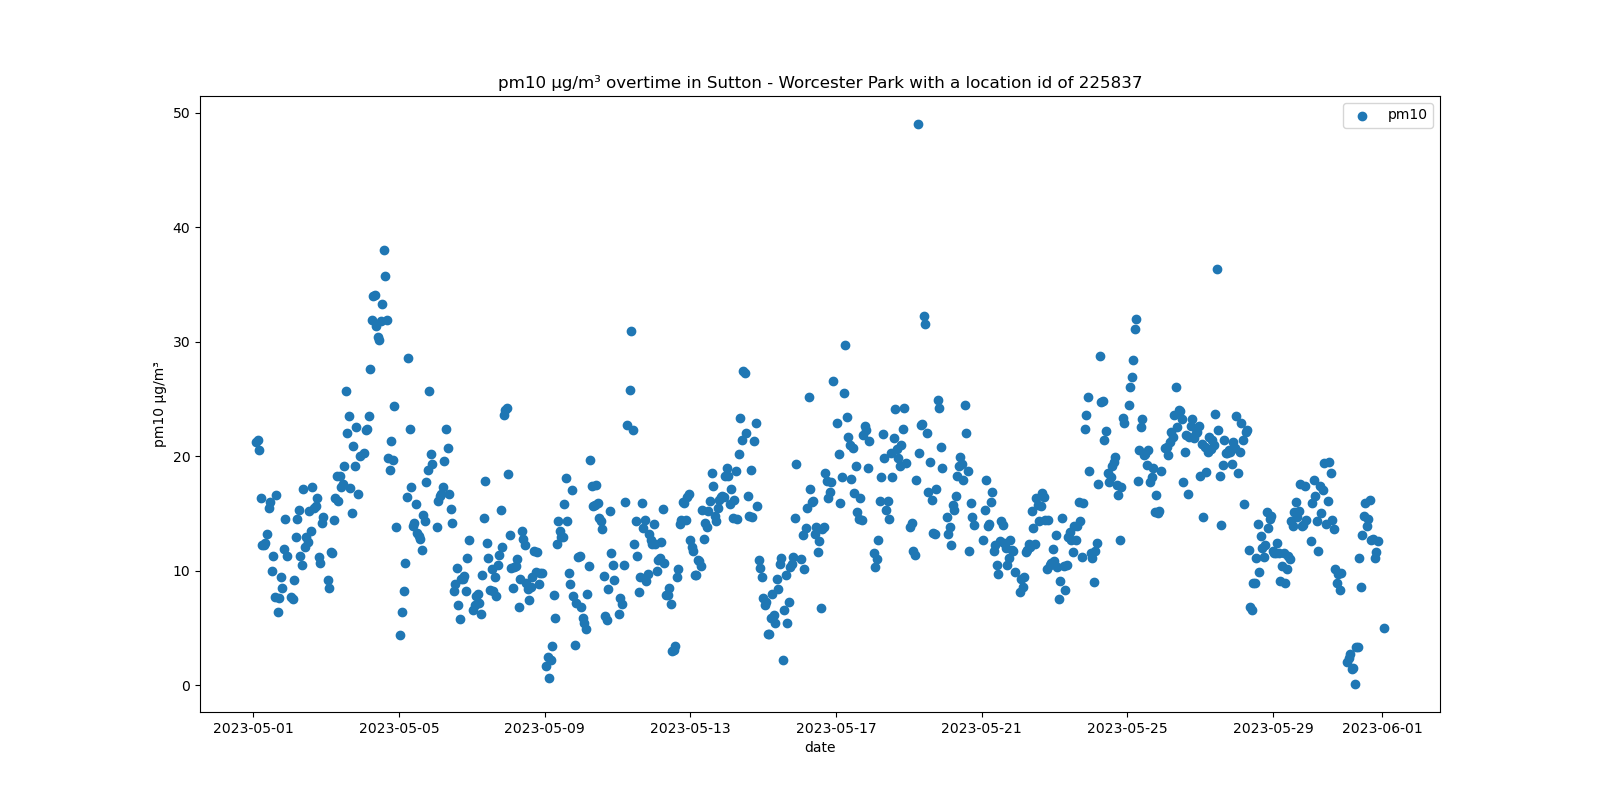 pm10 µg/m³ overtime in Sutton - Worcester Park with a location id of 225837
pm10
50
40
30
20
10
0
pm10 µg/m³
2023-05-01 2023-05-05 2023-05-09 2023-05-13 2023-05-17 2023-05-21 2023-05-25 2023-05-29 2023-06-01
date